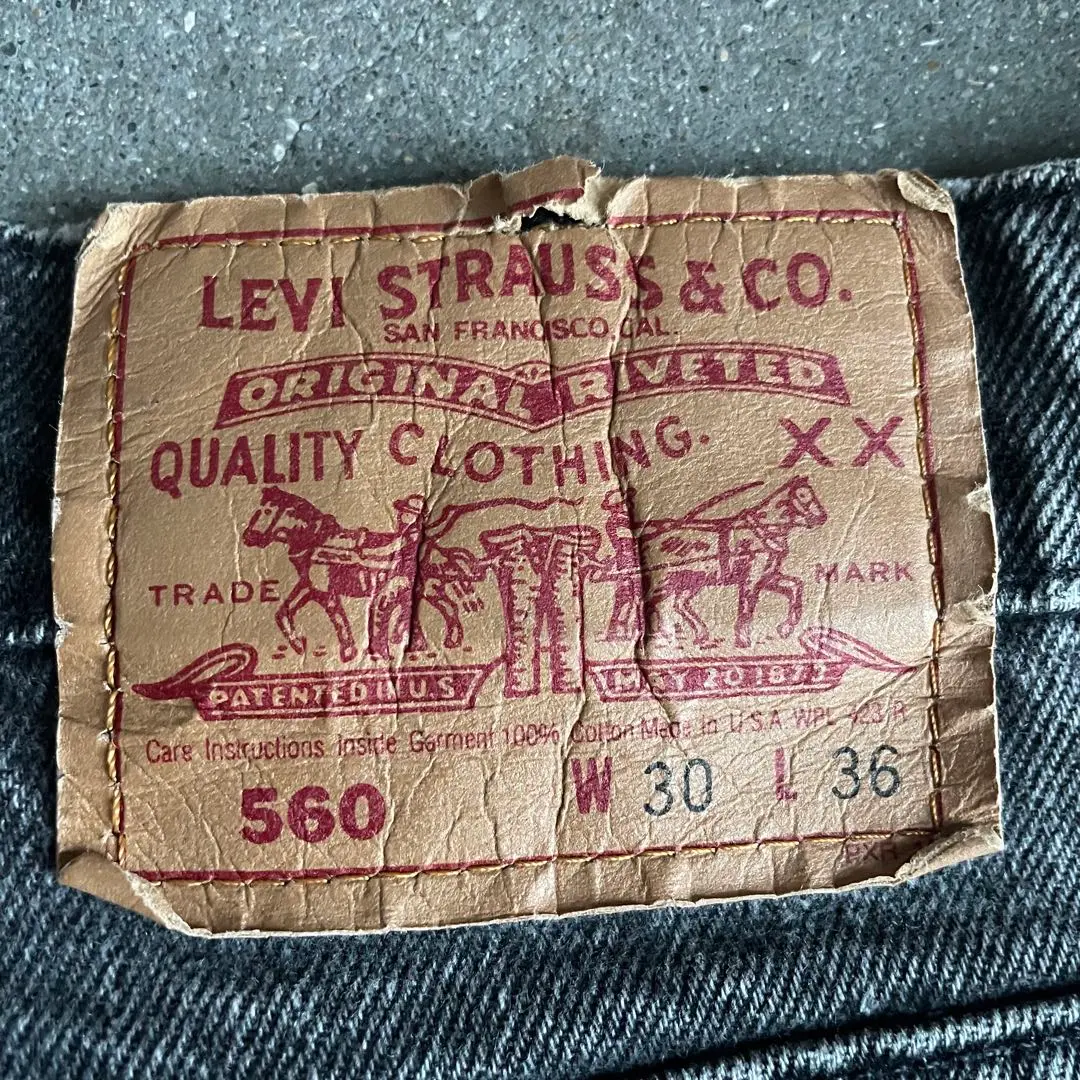 LEVI STRAUSS & CO.
SAN FRANCISCO, CAL.
ORIGINAL RIVETED
QUALITY CLOTHING. XX
TRADE MARK
PATENTED IN U.S MAY 20 1873
Care Instructions Inside Garment 100% Cotton Made in U.S.A WPL 423 R
560 W 30 L 36